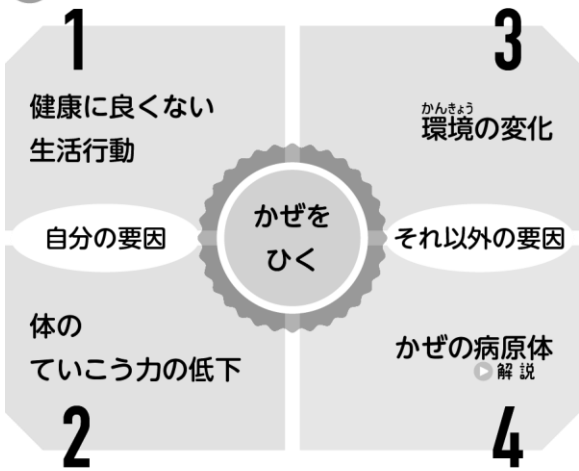 1
健康に良くない
生活行動
自分の要因
体の
ていこう力の低下
2
かぜを
ひく
3
かんきょう
環境の変化
それ以外の要因
かぜの病原体
解説
4